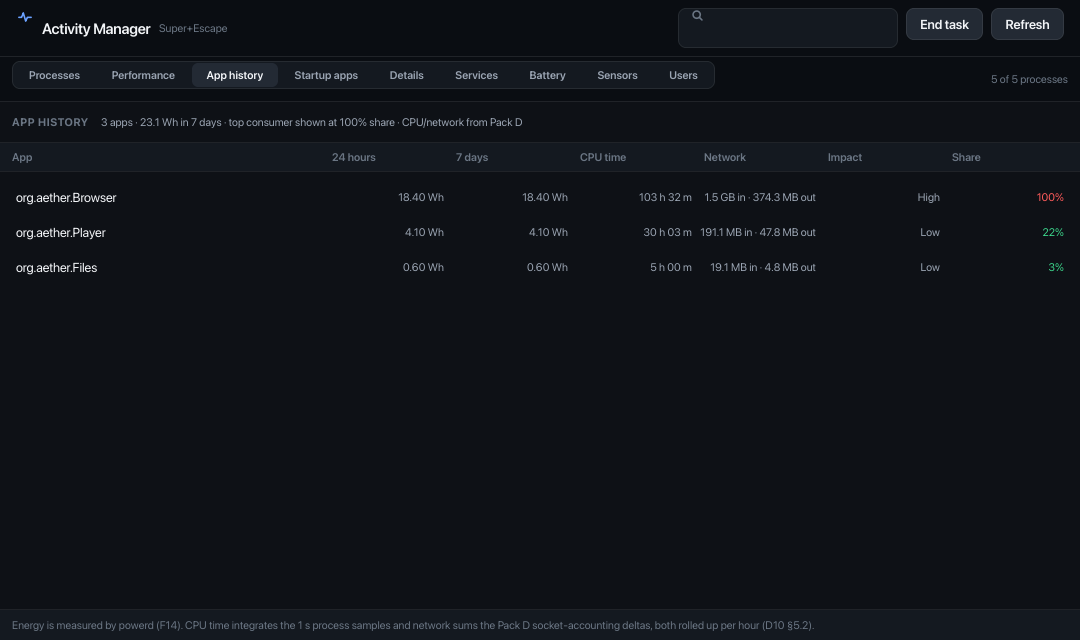 Activity Manager Super+Escape End task Refresh
Processes Performance App history Startup apps Details Services Battery Sensors Users 5 of 5 processes
APP HISTORY 3 apps · 23.1 Wh in 7 days · top consumer shown at 100% share · CPU/network from Pack D
App 24 hours 7 days CPU time Network Impact Share
org.aether.Browser 18.40 Wh 18.40 Wh 103 h 32 m 1.5 GB in · 374.3 MB out High 100%
org.aether.Player 4.10 Wh 4.10 Wh 30 h 03 m 191.1 MB in · 47.8 MB out Low 22%
org.aether.Files 0.60 Wh 0.60 Wh 5 h 00 m 19.1 MB in · 4.8 MB out Low 3%
Energy is measured by powerd (F14). CPU time integrates the 1 s process samples and network sums the Pack D socket-accounting deltas, both rolled up per hour (D10 §5.2).